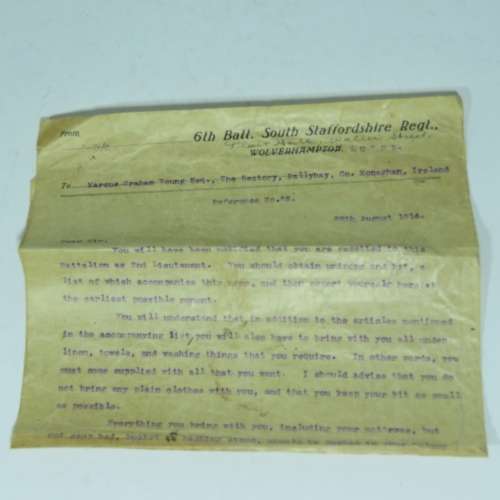 From
6th Batt. South Staffordshire Regt.,
WOLVERHAMPTON.
To Marcus Graham Young Esq., The Rectory, Ballybay, Co. Monaghan, Ireland
Reference No.
August 1914.
Dear Sir,
You will have been notified that you are posted to this
Battalion as 2nd Lieutenant. You should obtain uniform and kit, a
list of which accompanies this and then report yourself here at
the earliest possible moment.
You will understand that in addition to the articles mentioned
in the accompanying list, you will also have to bring with you all under
linen, towels, and washing things that you require. In other words, you
must come supplied with all that you want. I should advise that you do
not bring any plain clothes with you, and that you keep your kit as small
as possible.
Everything you bring with you, including your mattress, but